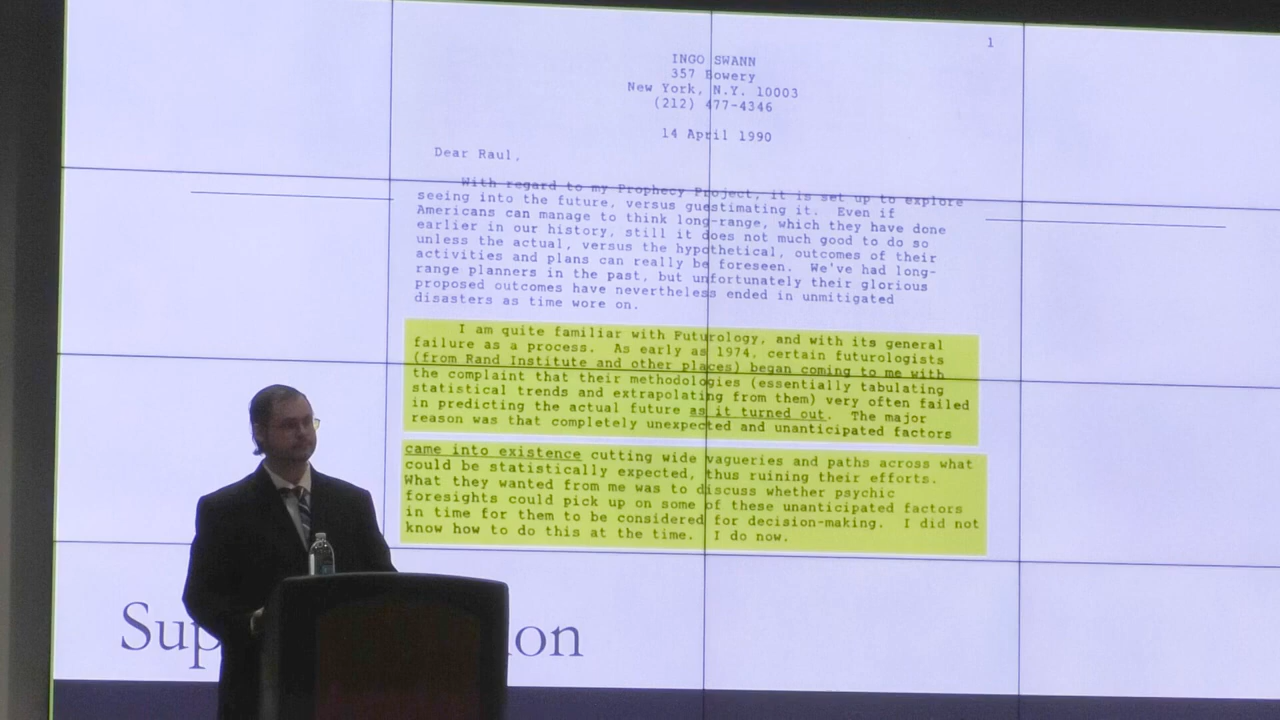 1
INGO SWANN
357 Bowery
New York, N.Y. 10003
(212) 477-4346
14 April 1990
Dear Raul,
With regard to my Prophecy Project, it is set up to explore
seeing into the future, versus guestimating it. Even if
Americans can manage to think long-range, which they have done
earlier in our history, still it does not much good to do so
unless the actual, versus the hypothetical, outcomes of their
activities and plans can really be foreseen. We've had long-
range planners in the past, but unfortunately their glorious
proposed outcomes have nevertheless ended in unmitigated
disasters as time wore on.
I am quite familiar with Futurology, and with its general
failure as a process. As early as 1974, certain futurologists
(from Rand Institute and other places) began coming to me with
the complaint that their methodologies (essentially tabulating
statistical trends and extrapolating from them) very often failed
in predicting the actual future as it turned out. The major
reason was that completely unexpected and unanticipated factors
came into existence cutting wide vagueries and paths across what
could be statistically expected, thus ruining their efforts.
What they wanted from me was to discuss whether psychic
foresights could pick up on some of these unanticipated factors
in time for them to be considered for decision-making. I did not
know how to do this at the time. I do now.
Sup on